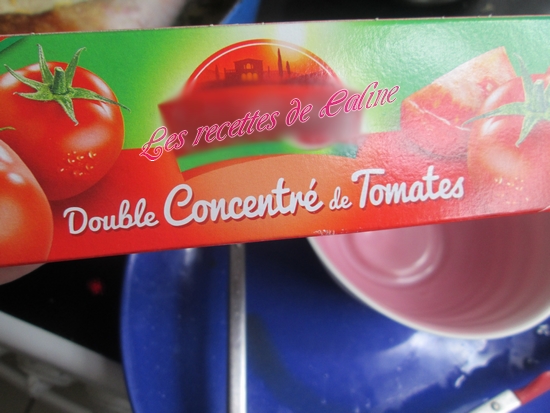 Les recettes de Caline
Double Concentré de Tomates